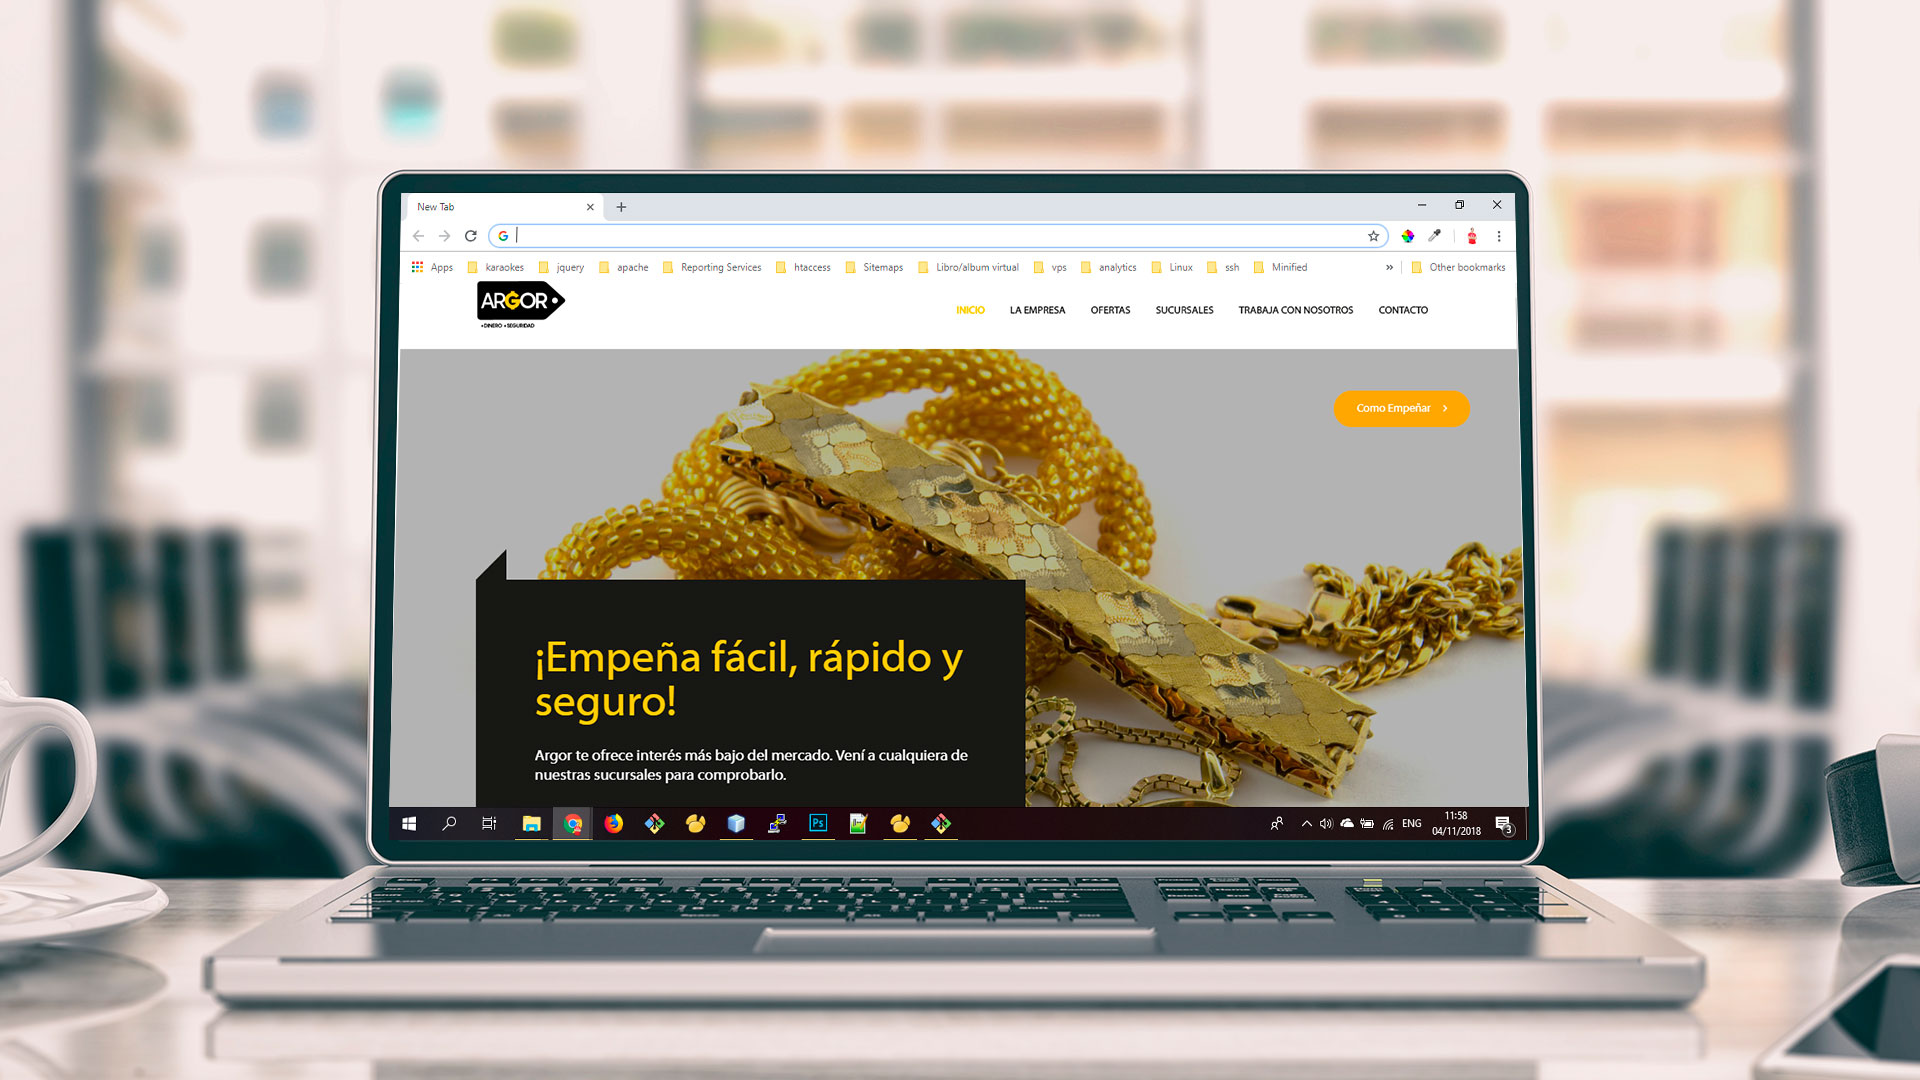 New Tab
Apps karaokes jquery apache Reporting Services htaccess Sitemaps Libro/album virtual vps analytics Linux ssh Minified » Other bookmarks
ARGOR
+DINERO +SEGURIDAD
INICIO LA EMPRESA OFERTAS SUCURSALES TRABAJA CON NOSOTROS CONTACTO
Como Empeñar >
¡Empeña fácil, rápido y
seguro!
Argor te ofrece interés más bajo del mercado. Vení a cualquiera de
nuestras sucursales para comprobarlo.
Ps
ENG
11:58
04/11/2018
3